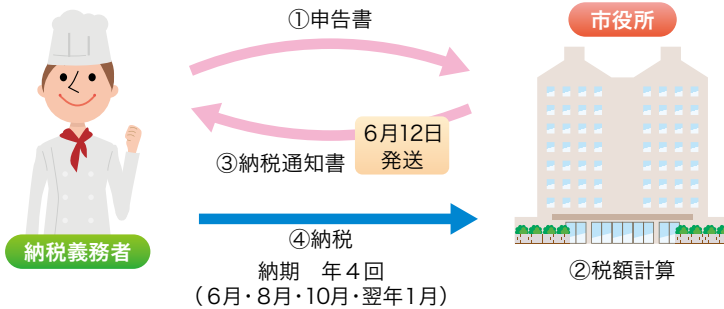 ①申告書
市役所
6月12日
発送
③納税通知書
④納税
納税義務者
納期　年4回
（6月・8月・10月・翌年1月）
②税額計算